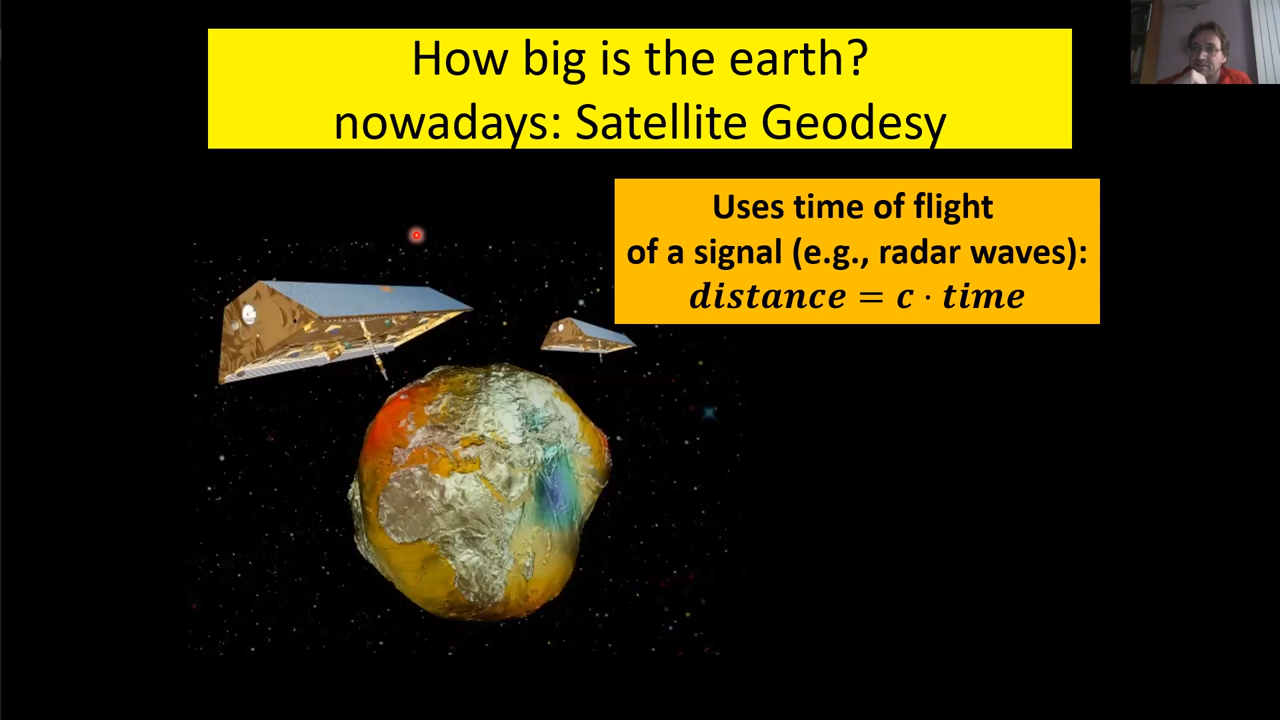 How big is the earth?
nowadays: Satellite Geodesy
Uses time of flight
of a signal (e.g., radar waves):
distance = c · time